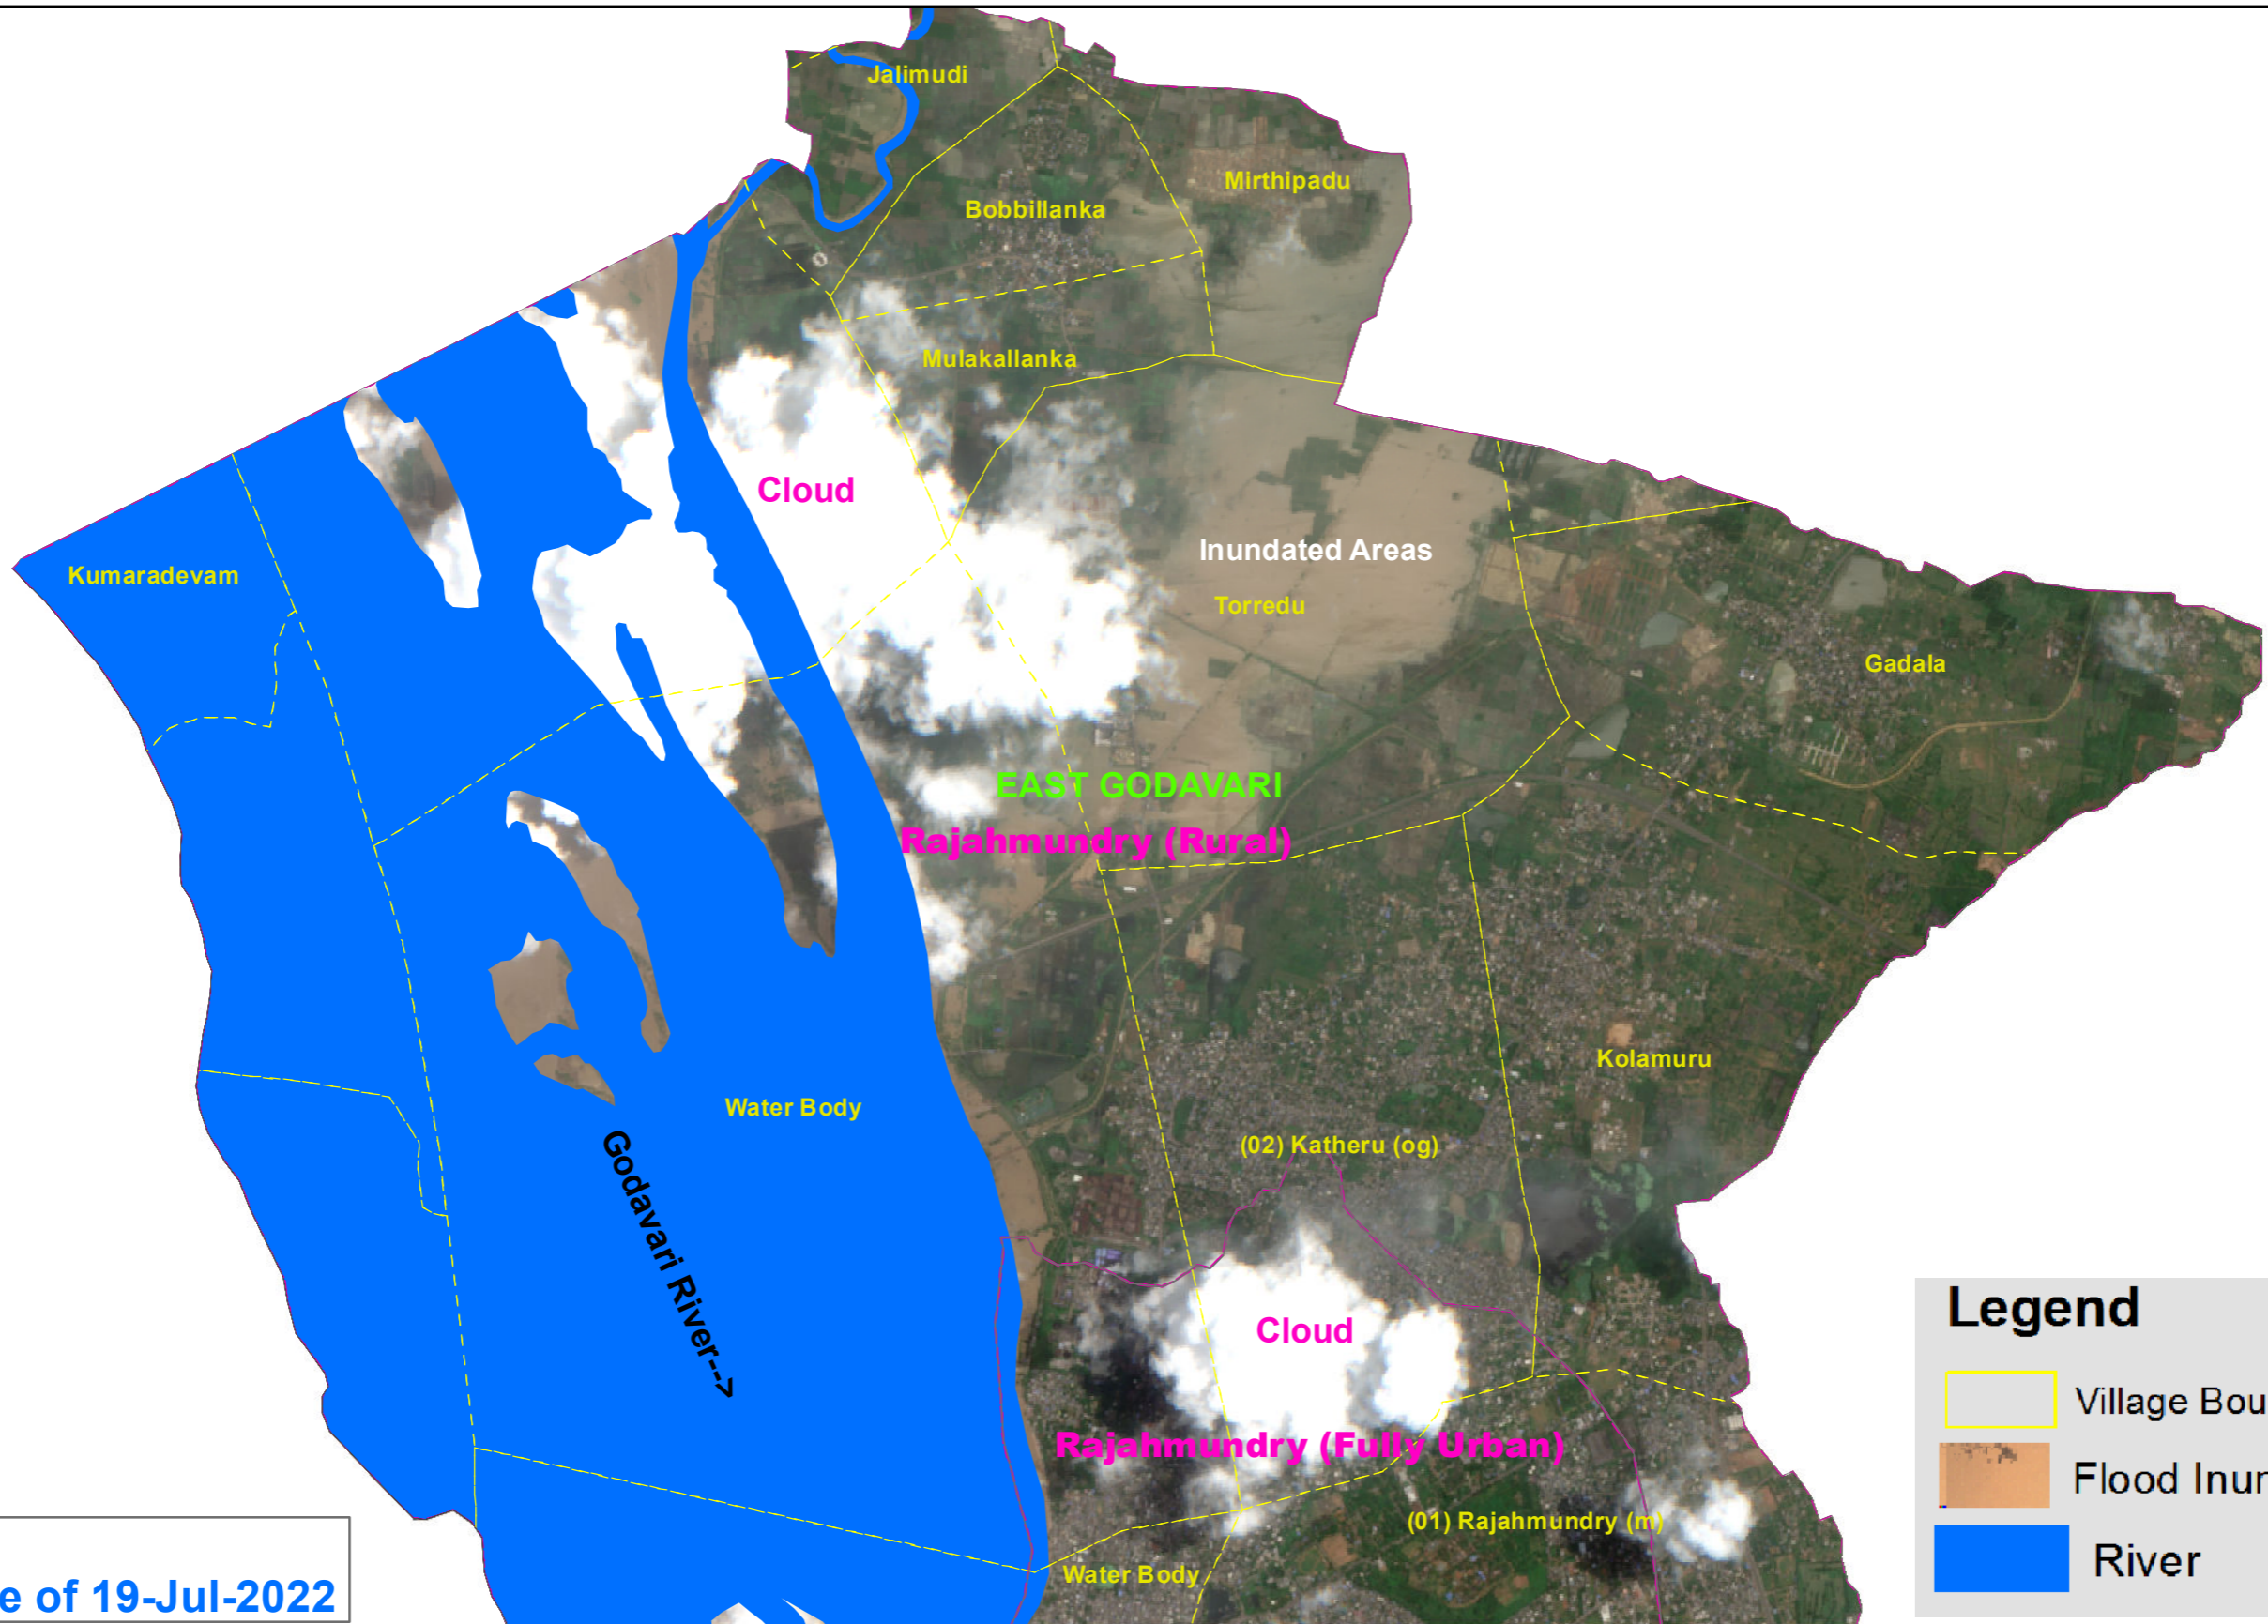 Jalimudi
Mirthipadu
Bobbillanka
Mulakallanka
Cloud
Inundated Areas
Kumaradevam
Torredu
Gadala
EAST GODAVARI
Rajahmundry (Rural)
Kolamuru
Water Body
(02) Katheru (og)
Godavari River-->
Cloud
Rajahmundry (Fully Urban)
(01) Rajahmundry (m)
Water Body
Legend
Village Bou
Flood Inun
River
e of 19-Jul-2022